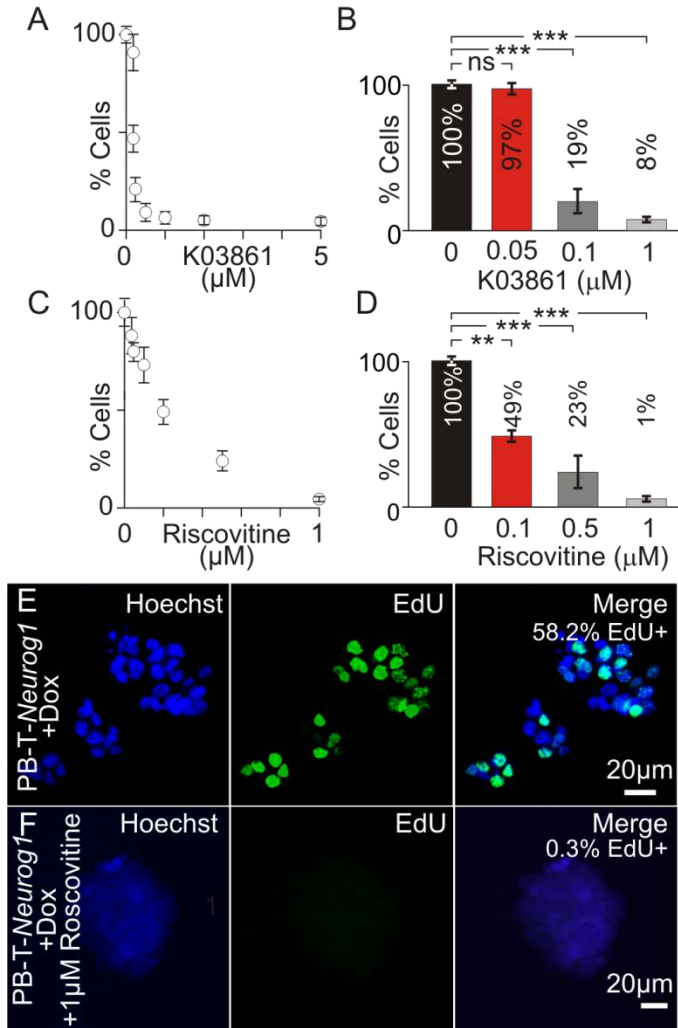 A
100
% Cells
0
0
K03861
5
(µM)
B
***
***
ns
100
% Cells
0
100%
97%
19%
8%
0
0.05
0.1
1
K03861 (µM)
C
100
% Cells
0
0
Riscovitine
1
(µM)
D
***
***
**
100
% Cells
0
100%
49%
23%
1%
0
0.1
0.5
1
Riscovitine (µM)
E
PB-T-Neurog1
+Dox
Hoechst
EdU
Merge
58.2% EdU+
20µm
F
PB-T-Neurog1
+Dox
+1µM Roscovitine
Hoechst
1
EdU
Merge
0.3% EdU+
20µm